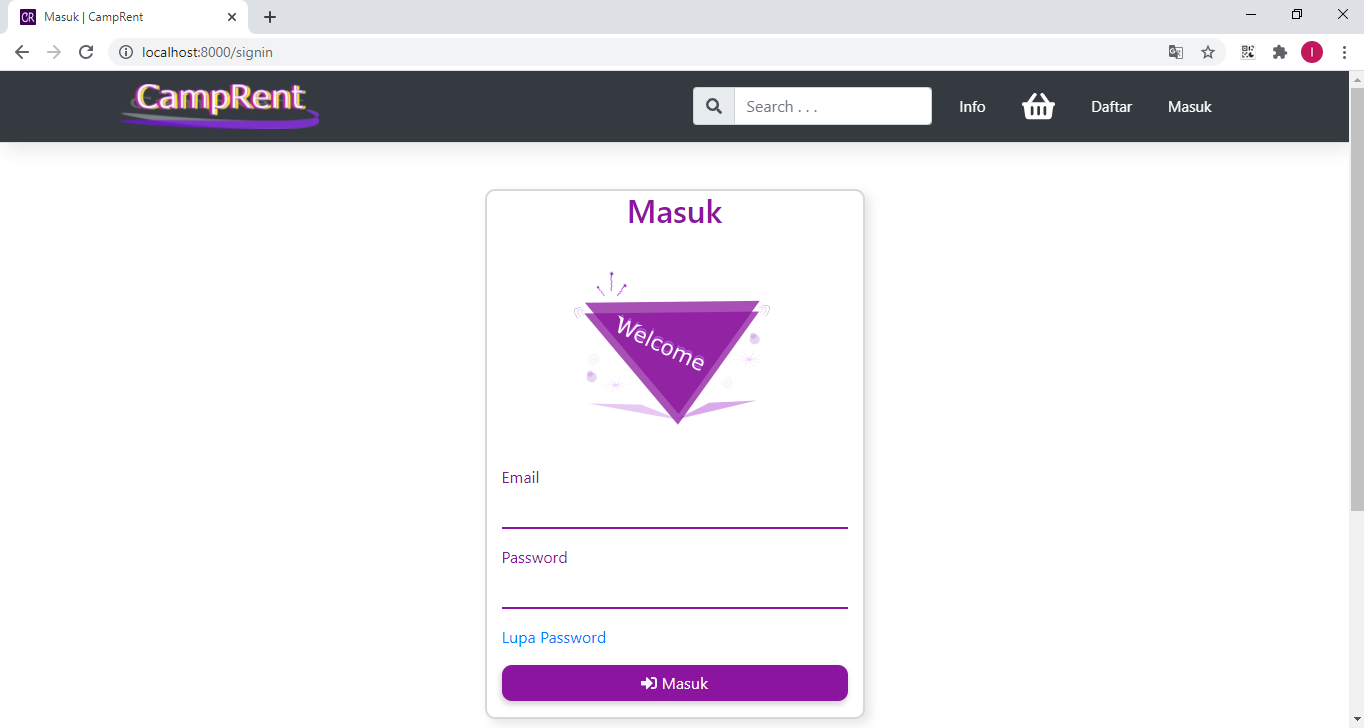 CR Masuk | CampRent
localhost:8000/signin
I
CampRent
Search . . .
Info
Daftar
Masuk
Masuk
Welcome
Email
Password
Lupa Password
Masuk